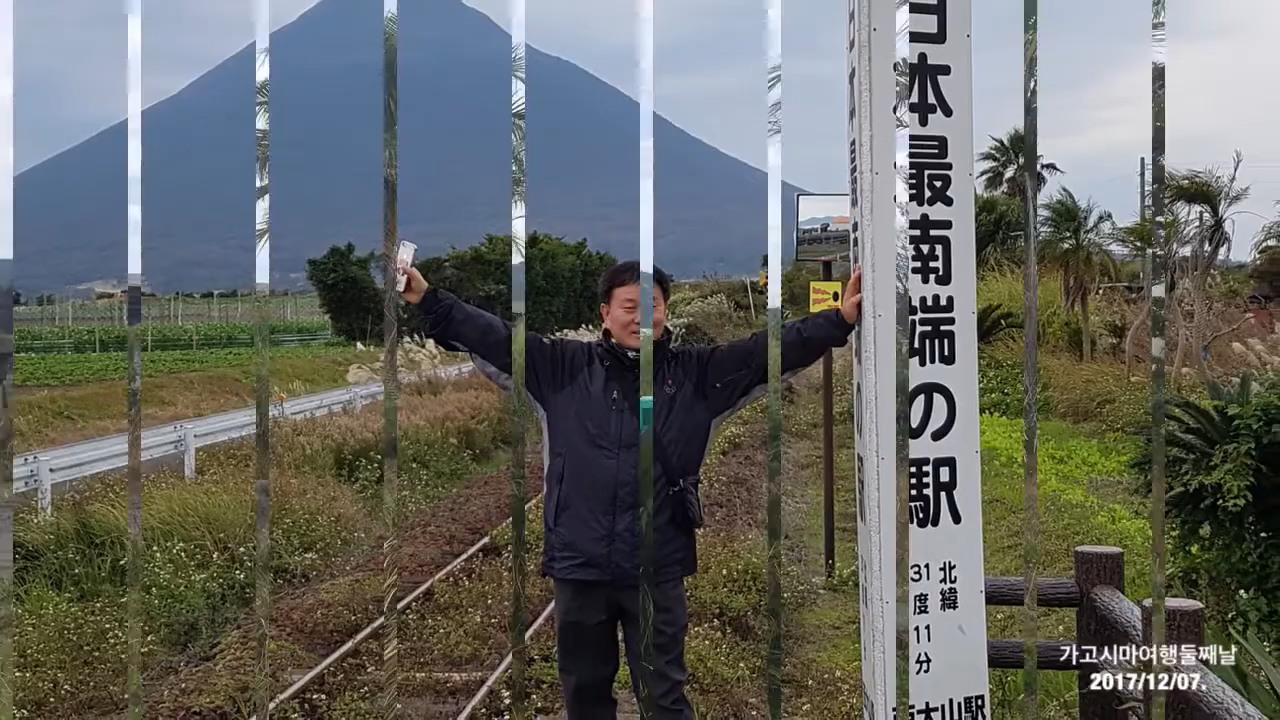 日本最南端の駅
北緯
31度11分
西大山駅
가고시마여행둘째날
2017/12/07.